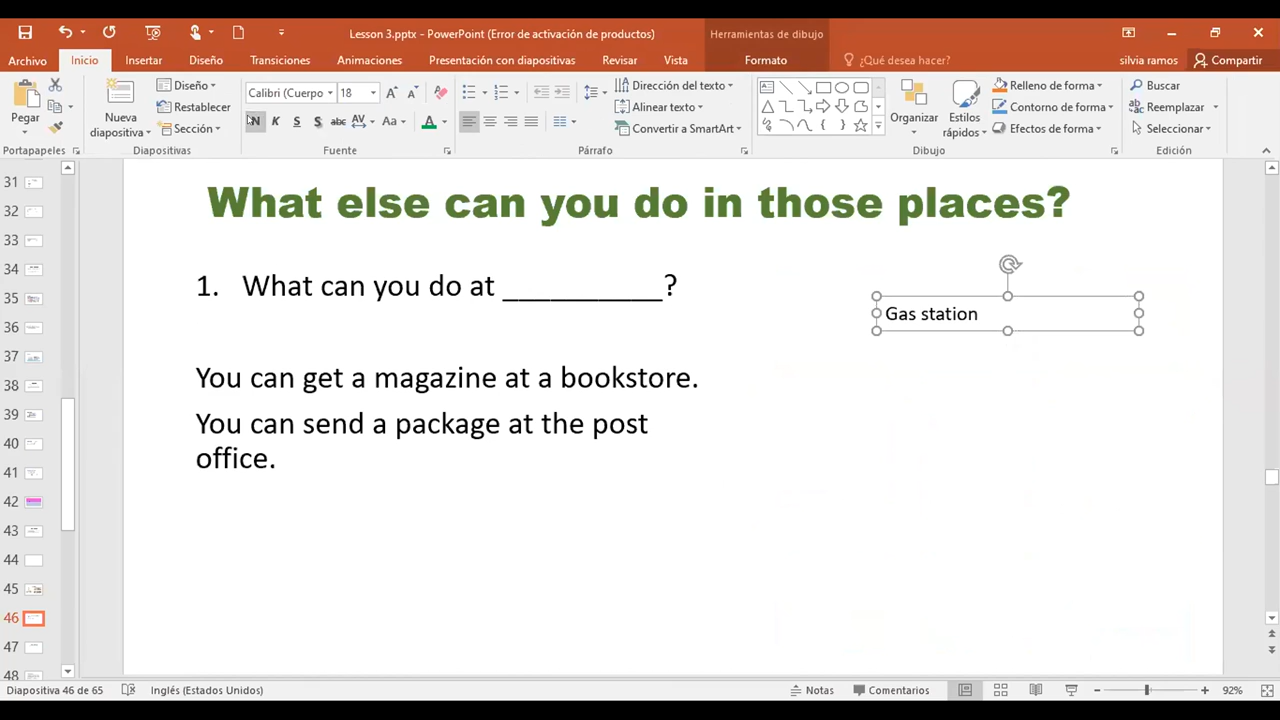 Lesson 3.pptx - PowerPoint (Error de activación de productos)
Herramientas de dibujo
Archivo
Inicio
Insertar
Diseño
Transiciones
Animaciones
Presentación con diapositivas
Revisar
Vista
Formato
¿Qué desea hacer?
silvia ramos
Compartir
Pegar
Nueva diapositiva
Diseño
Restablecer
Sección
Calibri (Cuerpo
18
N K S S abc AV Aa A
Dirección del texto
Alinear texto
Convertir a SmartArt
Organizar
Estilos rápidos
Relleno de forma
Contorno de forma
Efectos de forma
Buscar
Reemplazar
Seleccionar
Portapapeles
Diapositivas
Fuente
Párrafo
Dibujo
Edición
31
32
33
34
35
36
37
38
39
40
41
42
43
44
45
46
47
48
What else can you do in those places?
1. What can you do at __________?
Gas station
You can get a magazine at a bookstore.
You can send a package at the post
office.
Diapositiva 46 de 65
Inglés (Estados Unidos)
Notas
Comentarios
92%